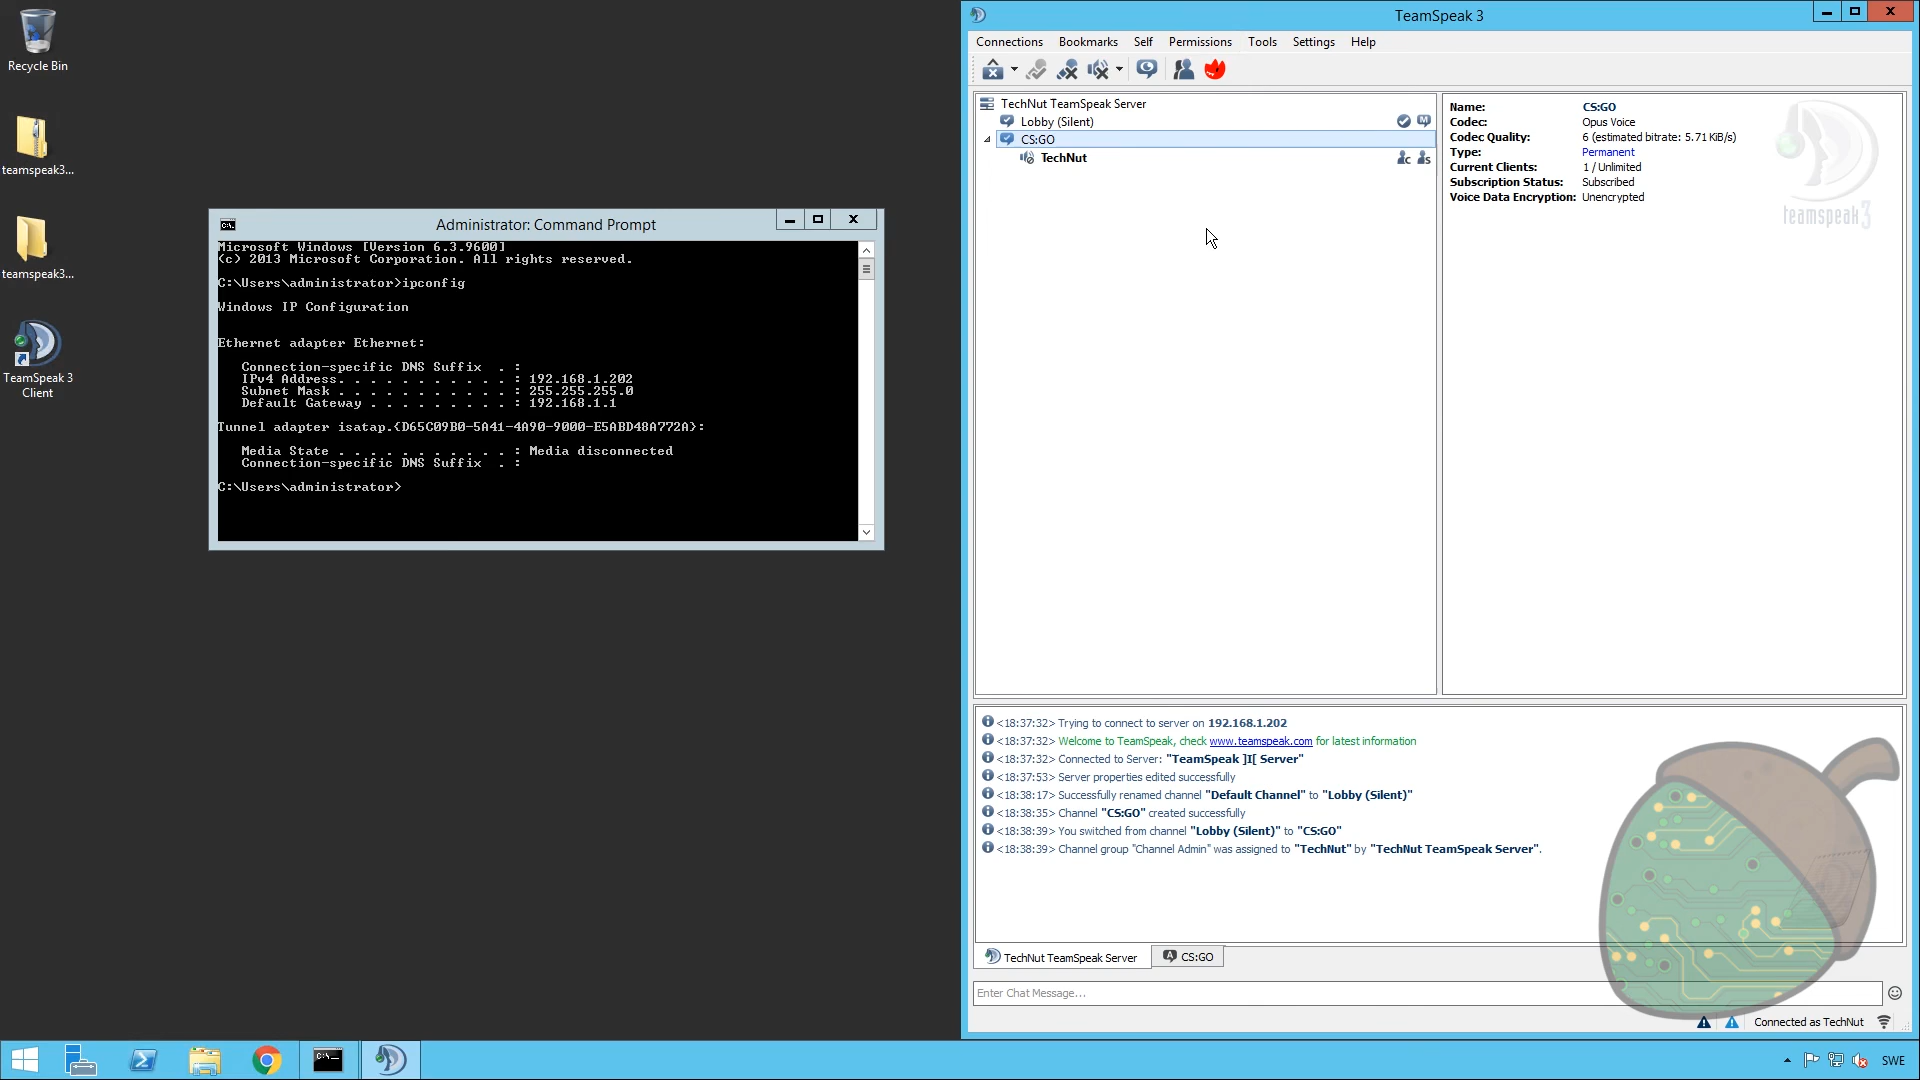 Recycle Bin
teamspeak3...
teamspeak3...
TeamSpeak 3
Client
Administrator: Command Prompt
Microsoft Windows [Version 6.3.9600]
(c) 2013 Microsoft Corporation. All rights reserved.
C:\Users\administrator>ipconfig
Windows IP Configuration
Ethernet adapter Ethernet:
Connection-specific DNS Suffix  . :
IPv4 Address. . . . . . . . . . . : 192.168.1.202
Subnet Mask . . . . . . . . . . . : 255.255.255.0
Default Gateway . . . . . . . . . : 192.168.1.1
Tunnel adapter isatap.{D65C09B0-5A41-4A90-9000-E5ABD48A772A}:
Media State . . . . . . . . . . . : Media disconnected
Connection-specific DNS Suffix  . :
C:\Users\administrator>
TeamSpeak 3
Connections Bookmarks Self Permissions Tools Settings Help
TechNut TeamSpeak Server
Lobby (Silent)
CS:GO
TechNut
Name: CS:GO
Codec: Opus Voice
Codec Quality: 6 (estimated bitrate: 5.71 KiB/s)
Type: Permanent
Current Clients: 1 / Unlimited
Subscription Status: Subscribed
Voice Data Encryption: Unencrypted
teamspeak3
<18:37:32> Trying to connect to server on 192.168.1.202
<18:37:32> Welcome to TeamSpeak, check www.teamspeak.com for latest information
<18:37:32> Connected to Server: "TeamSpeak ]I[ Server"
<18:37:53> Server properties edited successfully
<18:38:17> Successfully renamed channel "Default Channel" to "Lobby (Silent)"
<18:38:35> Channel "CS:GO" created successfully
<18:38:39> You switched from channel "Lobby (Silent)" to "CS:GO"
<18:38:39> Channel group "Channel Admin" was assigned to "TechNut" by "TechNut TeamSpeak Server".
TechNut TeamSpeak Server
CS:GO
Enter Chat Message...
Connected as TechNut
SWE